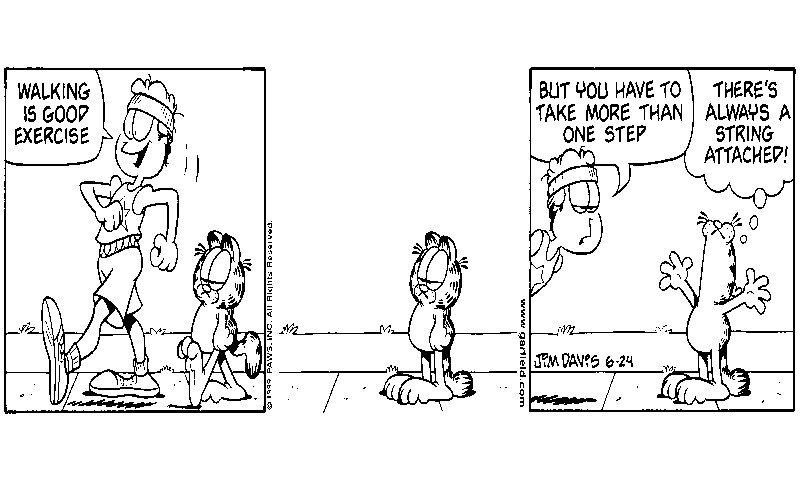 WALKING
IS GOOD
EXERCISE
© 1999 PAWS, INC. All Rights Reserved.
www.garfield.com
BUT YOU HAVE TO
TAKE MORE THAN
ONE STEP
THERE'S
ALWAYS A
STRING
ATTACHED!
JIM DAVIS 6-24